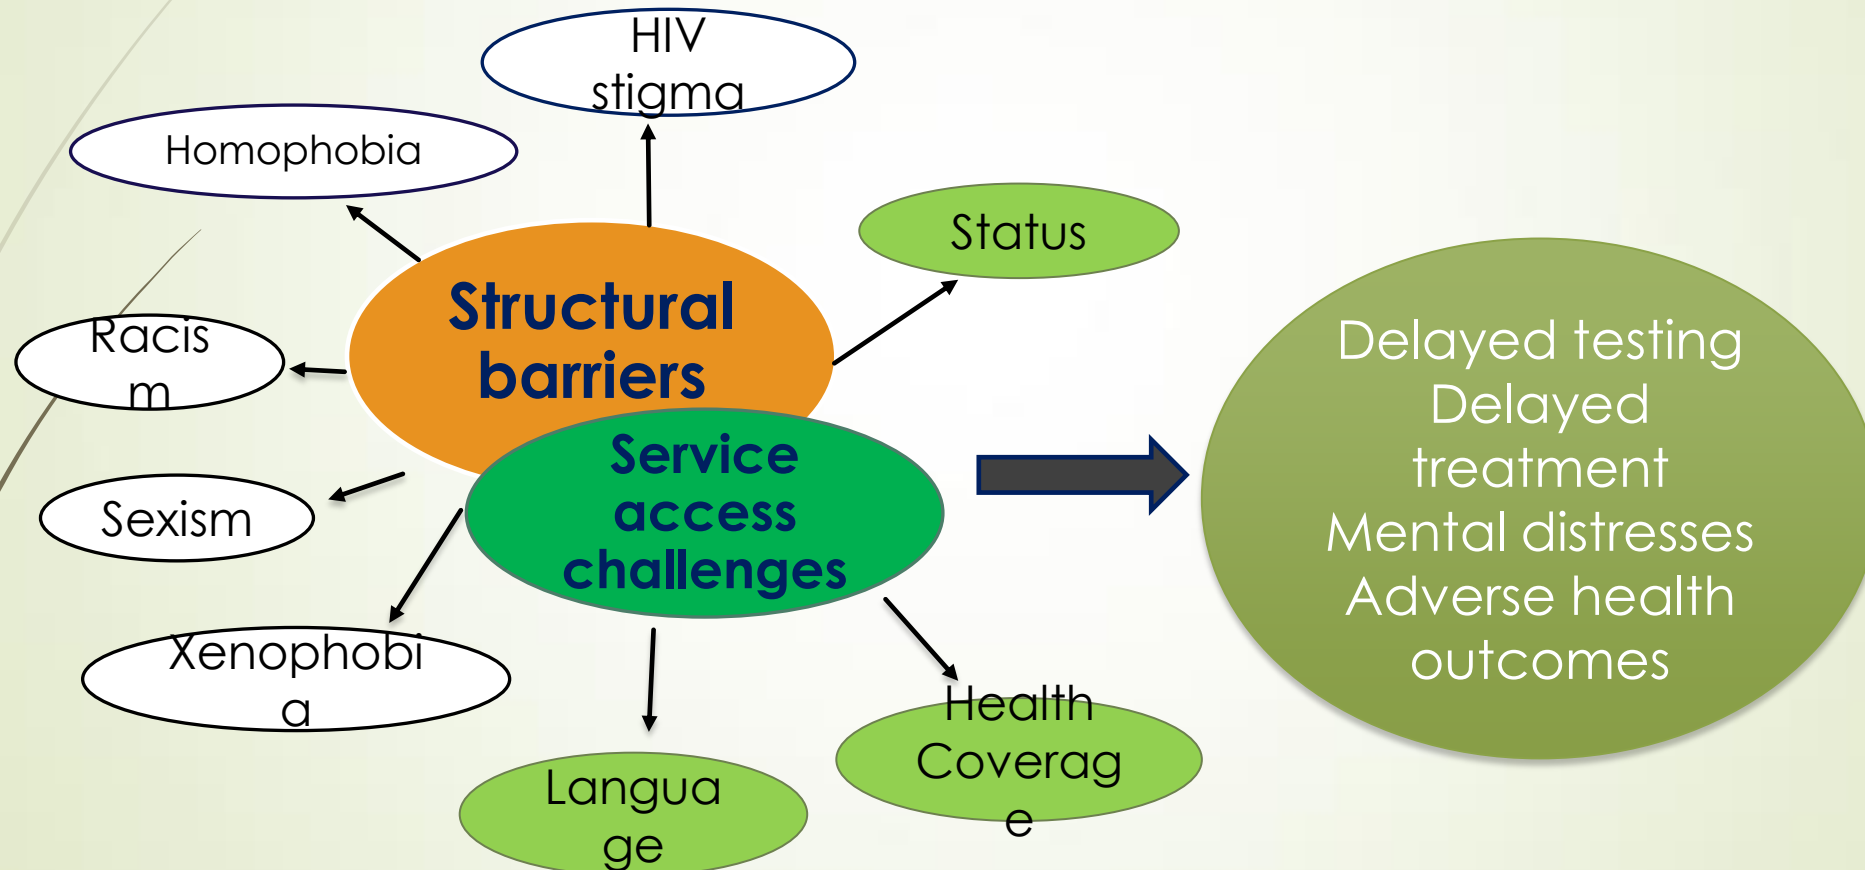 HIV
stigma
Homophobia
Status
Structural
barriers
Racis
m
Service
access
challenges
Sexism
Xenophobi
a
Langua
ge
Health
Coverag
e
Delayed testing
Delayed
treatment
Mental distresses
Adverse health
outcomes